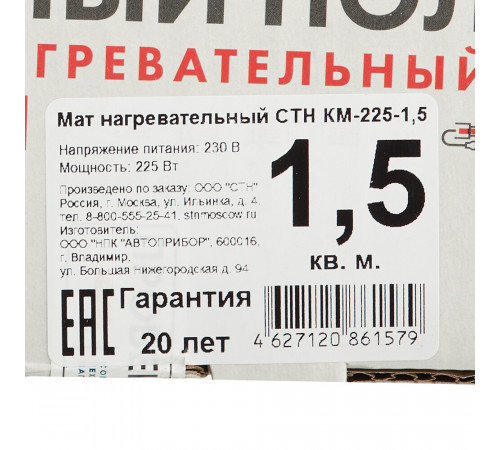 ГРЕВАТЕЛЬНЫЙ
Мат нагревательный СТН КМ-225-1,5
Напряжение питания: 230 В
Мощность: 225 Вт
Произведено по заказу: ООО "СТН"
Россия, г. Москва, ул. Ильинка, д. 4.
тел. 8-800-555-25-41, stnmoscow.ru
Изготовитель:
ООО "НПК "АВТОПРИБОР", 600016,
г. Владимир,
ул. Большая Нижегородская д. 94
1,5
КВ. М.
ЕАС
Гарантия
20 лет
4 627120 861579